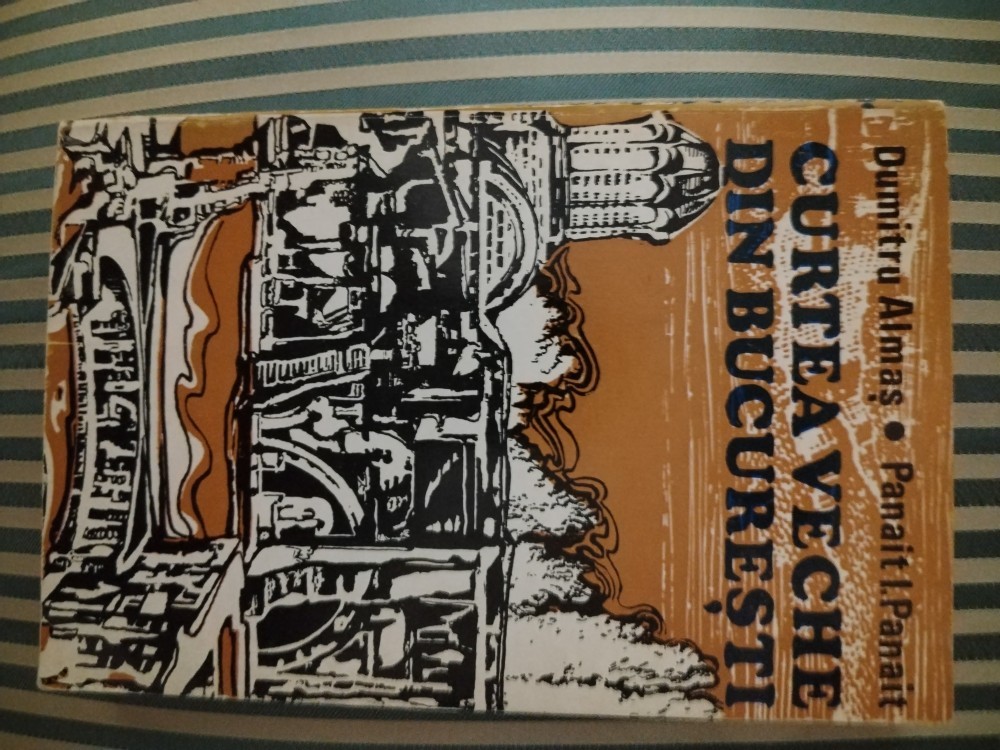 Dumitru Almaș • Panait I. Panait
CURTEA VECHE
DIN BUCUREȘTI